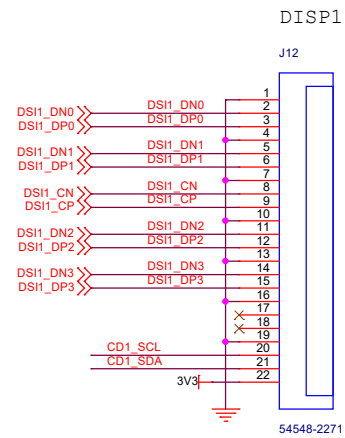 DISP1
J12
1
DSI1_DN0 DSI1_DN0 2
DSI1_DP0 DSI1_DP0 3
4
DSI1_DN1 DSI1_DN1 5
DSI1_DP1 DSI1_DP1 6
7
DSI1_CN DSI1_CN 8
DSI1_CP DSI1_CP 9
10
DSI1_DN2 DSI1_DN2 11
DSI1_DP2 DSI1_DP2 12
13
DSI1_DN3 DSI1_DN3 14
DSI1_DP3 DSI1_DP3 15
16
17
18
19
CD1_SCL 20
CD1_SDA 21
3V3 22
54548-2271